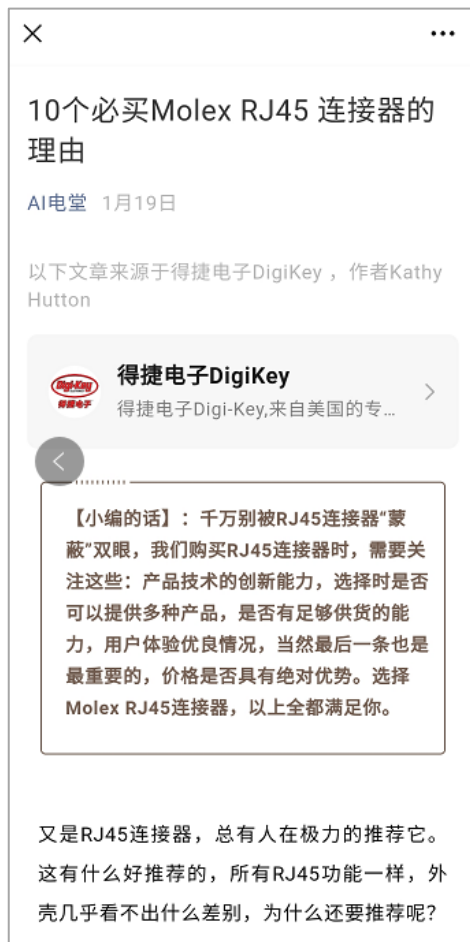 10个必买Molex RJ45 连接器的
理由
AI电堂 1月19日
以下文章来源于得捷电子DigiKey ，作者Kathy
Hutton
Digi-Key
得捷电子
得捷电子DigiKey
得捷电子Digi-Key,来自美国的专...
【小编的话】：千万别被RJ45连接器“蒙
蔽”双眼，我们购买RJ45连接器时，需要关
注这些：产品技术的创新能力，选择时是否
可以提供多种产品，是否有足够供货的能
力，用户体验优良情况，当然最后一条也是
最重要的，价格是否具有绝对优势。选择
Molex RJ45连接器，以上全都满足你。
又是RJ45连接器，总有人在极力的推荐它。
这有什么好推荐的，所有RJ45功能一样，外
壳几乎看不出什么差别，为什么还要推荐呢？